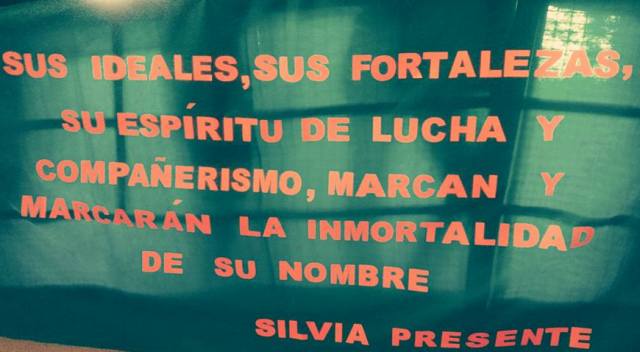 SUS IDEALES, SUS FORTALEZAS,
SU ESPÍRITU DE LUCHA Y
COMPAÑERISMO, MARCAN Y
MARCARÁN LA INMORTALIDAD
DE SU NOMBRE
SILVIA PRESENTE